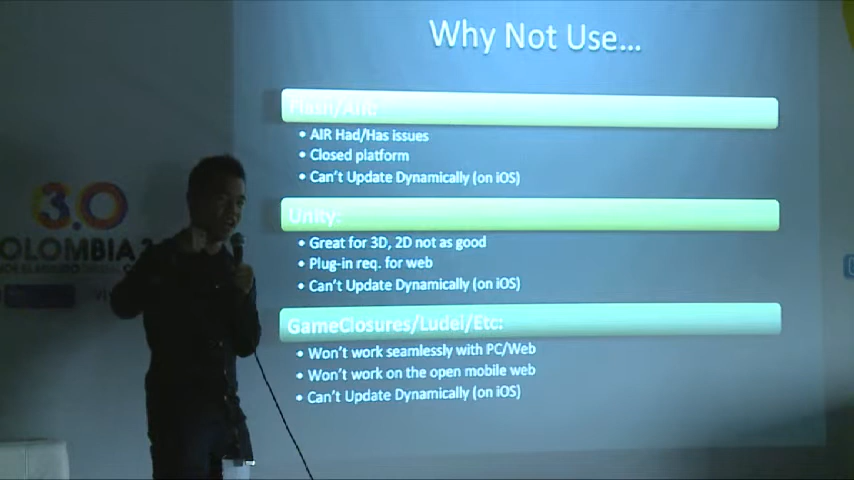 Why Not Use...
Flash/AIR:
• AIR Had/Has issues
• Closed platform
• Can't Update Dynamically (on iOS)
Unity:
• Great for 3D, 2D not as good
• Plug-in req. for web
• Can't Update Dynamically (on iOS)
GameClosures/Ludei/Etc:
• Won't work seamlessly with PC/Web
• Won't work on the open mobile web
• Can't Update Dynamically (on iOS)
3.0
OLOMBIA 3